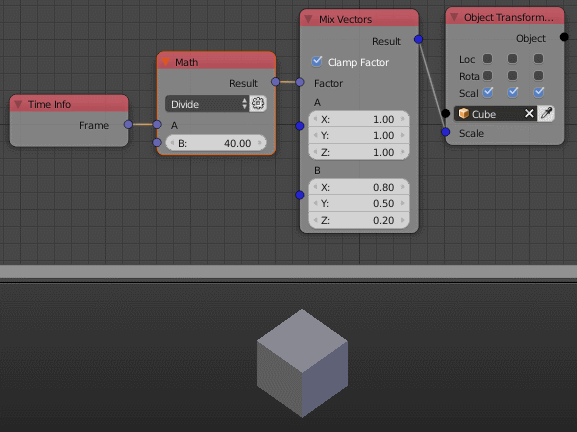 Time Info
Frame
Math
Result
Divide
A
B: 40.00
Mix Vectors
Result
Clamp Factor
Factor
A
X: 1.00
Y: 1.00
Z: 1.00
B
X: 0.80
Y: 0.50
Z: 0.20
Object Transform...
Object
Loc
Rota
Scal
Cube
Scale